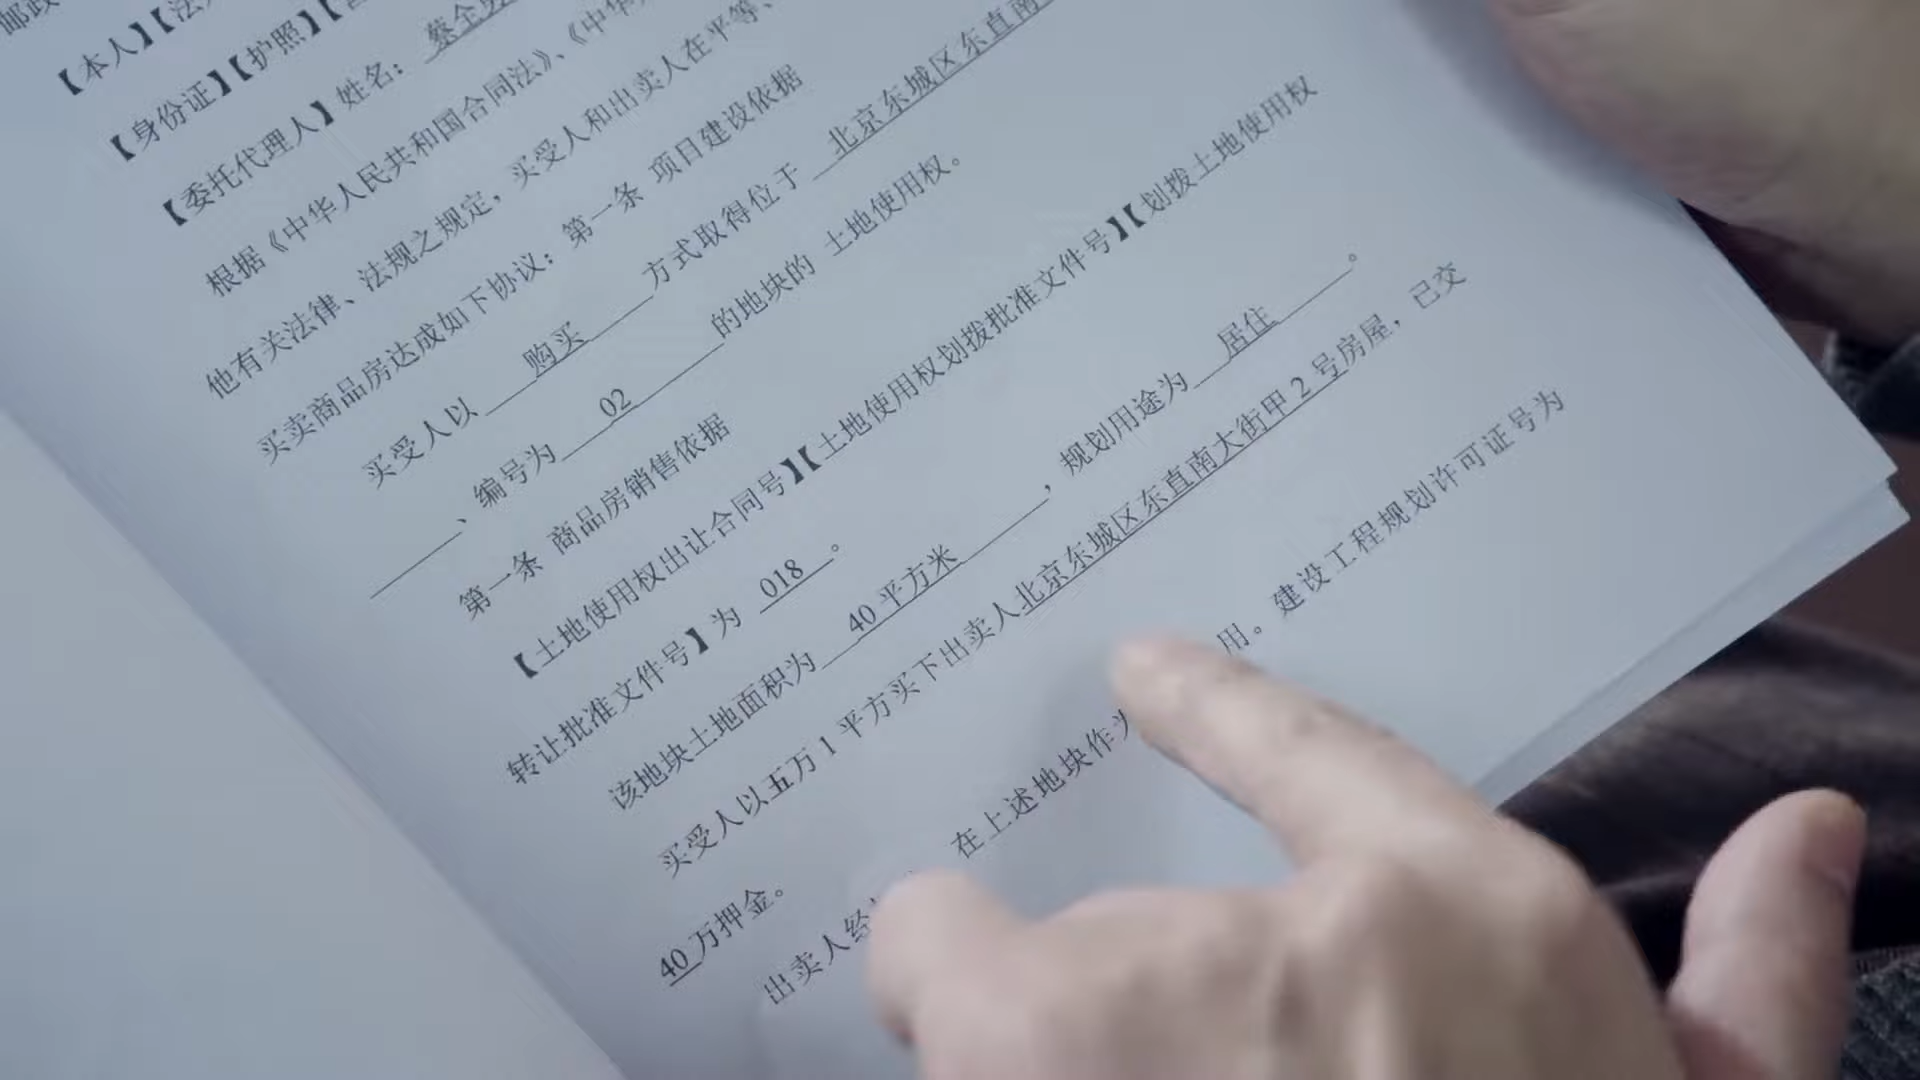 邮政
【本人】【法
【身份证】【护照】【
【委托代理人】姓名：蔡全
根据《中华人民共和国合同法》、《中华
他有关法律、法规之规定，买受人和出卖人在平等、
买卖商品房达成如下协议：第一条 项目建设依据
买受人以 购买 方式取得位于 北京东城区东直南
、编号为 02 的地块的 土地使用权。
第一条 商品房销售依据
【土地使用权出让合同号】【土地使用权划拨批准文件号】【划拨土地使用权
转让批准文件号】为 018 。
该地块土地面积为 40 平方米 ，规划用途为 居住 。
买受人以五万 1 平方买下出卖人北京东城区东直南大街甲 2 号房屋，已交
40 万押金。
出卖人经 在上述地块作 用。建设工程规划许可证号为